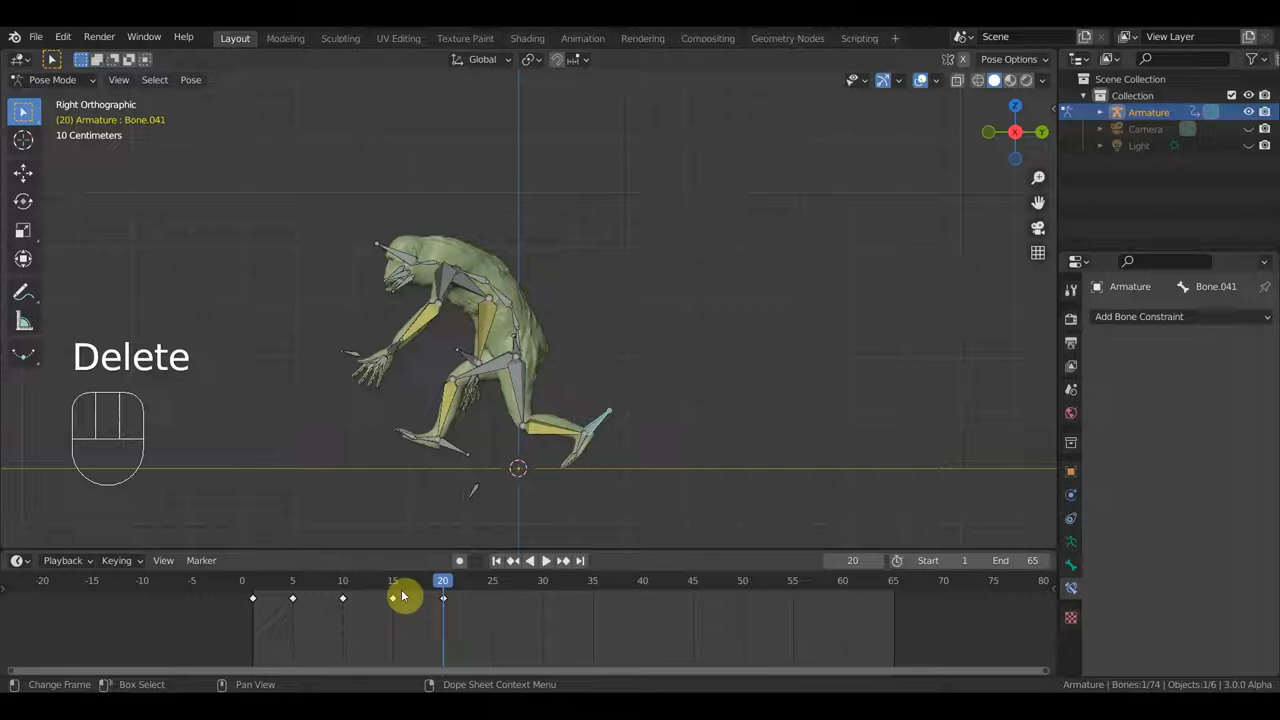 File Edit Render Window Help Layout Modeling Sculpting UV Editing Texture Paint Shading Animation Rendering Compositing Geometry Nodes Scripting + Scene View Layer
Global Pose Options
Pose Mode View Select Pose
Right Orthographic
(20) Armature : Bone.041
10 Centimeters
Z
Y
X
Scene Collection
Collection
Armature
Camera
Light
Armature Bone.041
Add Bone Constraint
Delete
Playback Keying View Marker 20 Start 1 End 65
-20 -15 -10 -5 0 5 10 15 20 25 30 35 40 45 50 55 60 65 70 75 80
Change Frame Box Select Pan View Dope Sheet Context Menu Armature | Bones:1/74 | Objects:1/6 | 3.0.0 Alpha